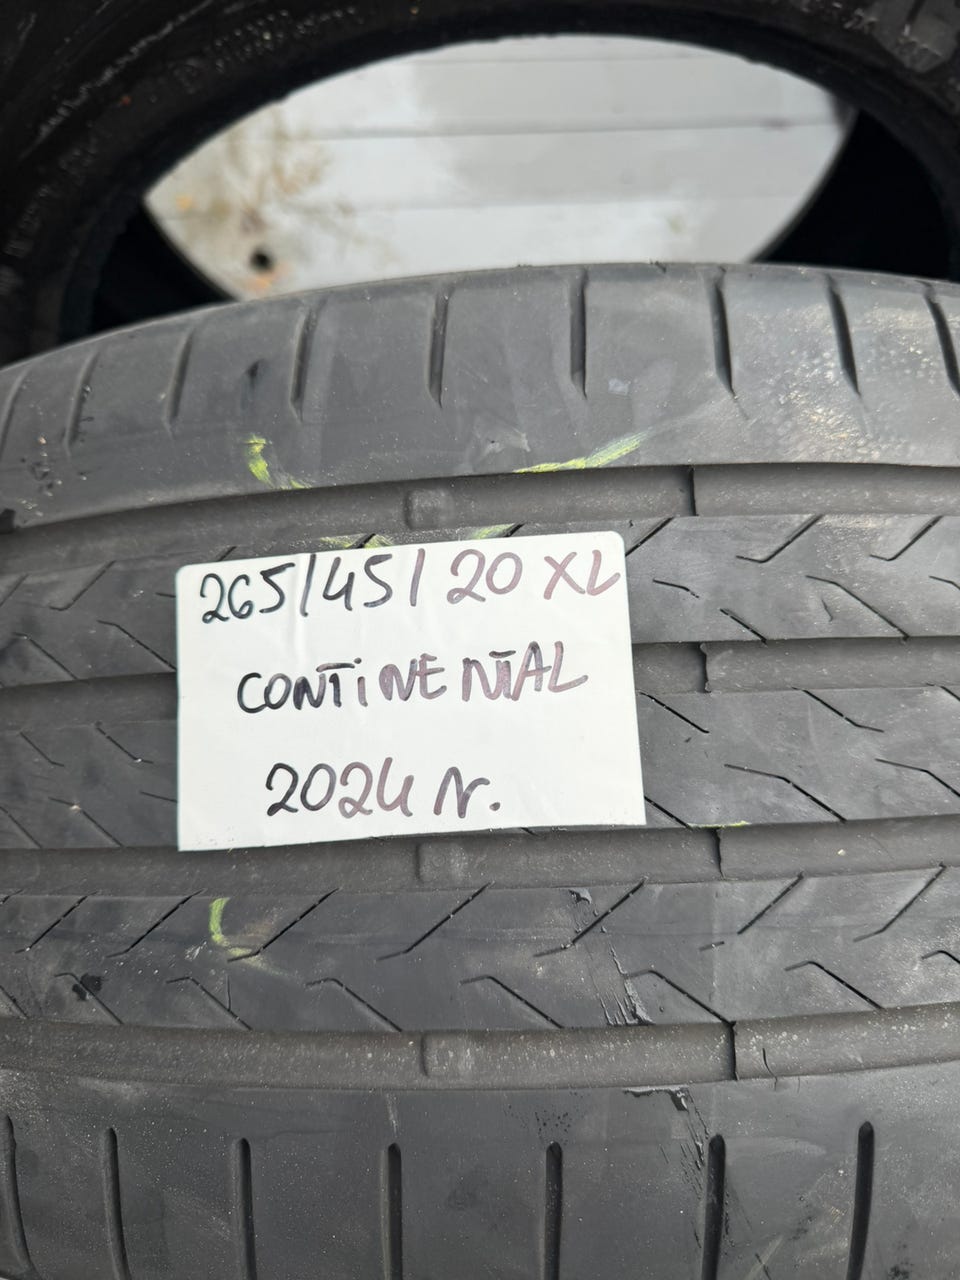 265/45/20 XL
CONTiNENTAL
2024 r.